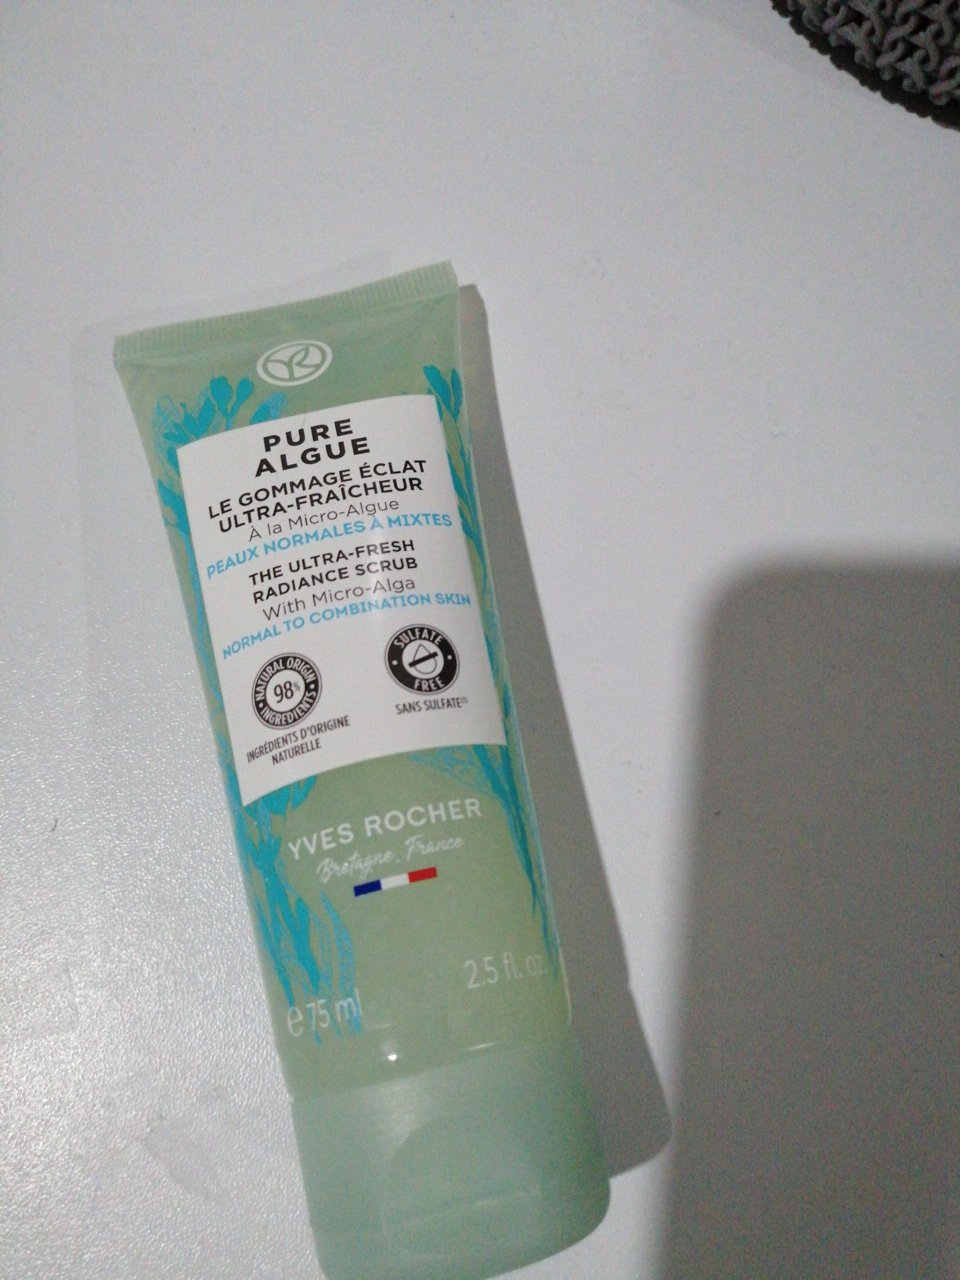 YR
PURE
ALGUE
LE GOMMAGE ÉCLAT
ULTRA-FRAÎCHEUR
À la Micro-Algue
PEAUX NORMALES À MIXTES
THE ULTRA-FRESH
RADIANCE SCRUB
With Micro-Alga
NORMAL TO COMBINATION SKIN
NATURAL ORIGIN
98%
INGREDIENTS
INGRÉDIENTS D'ORIGINE
NATURELLE
SULFATE
FREE
SANS SULFATE(1)
YVES ROCHER
Bretagne, France
e 75 ml
2.5 fl. oz